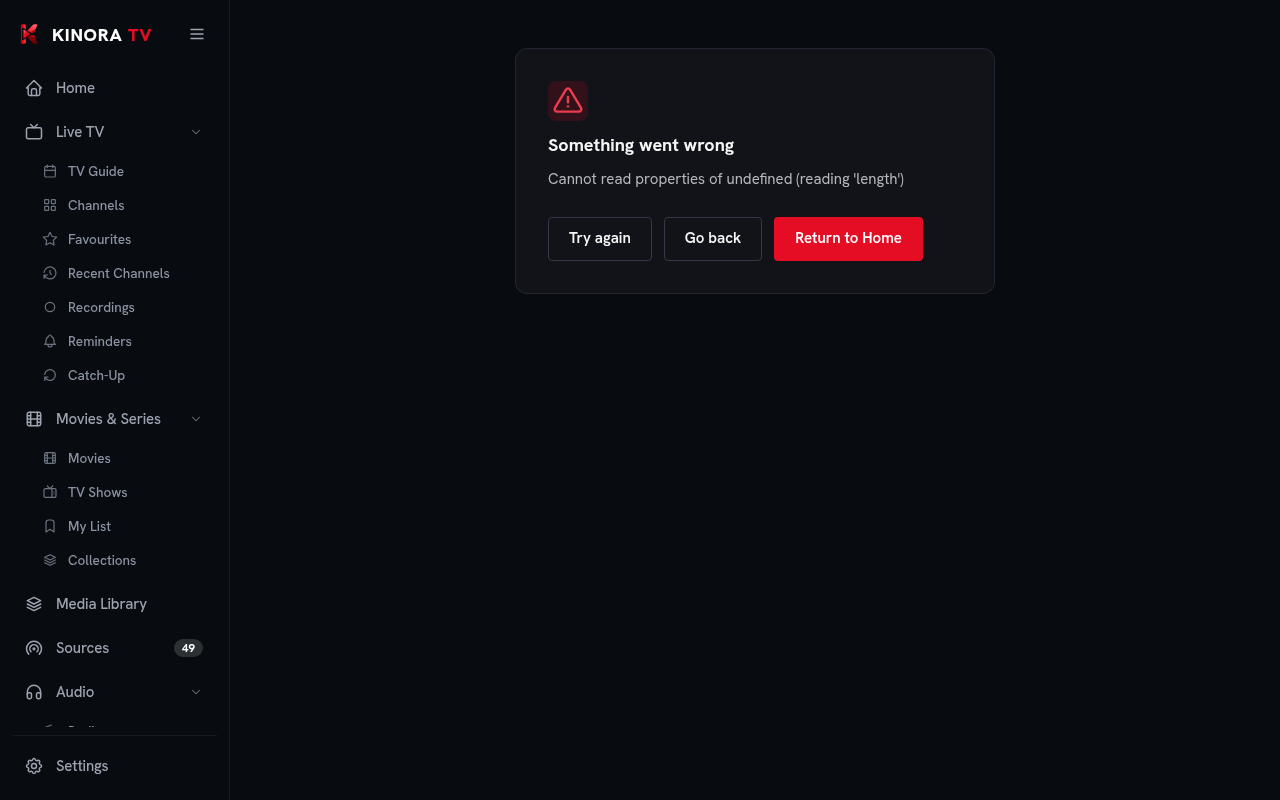 KINORA TV
Home
Live TV
TV Guide
Channels
Favourites
Recent Channels
Recordings
Reminders
Catch-Up
Movies & Series
Movies
TV Shows
My List
Collections
Media Library
Sources 49
Audio
Settings
Something went wrong
Cannot read properties of undefined (reading 'length')
Try again Go back Return to Home